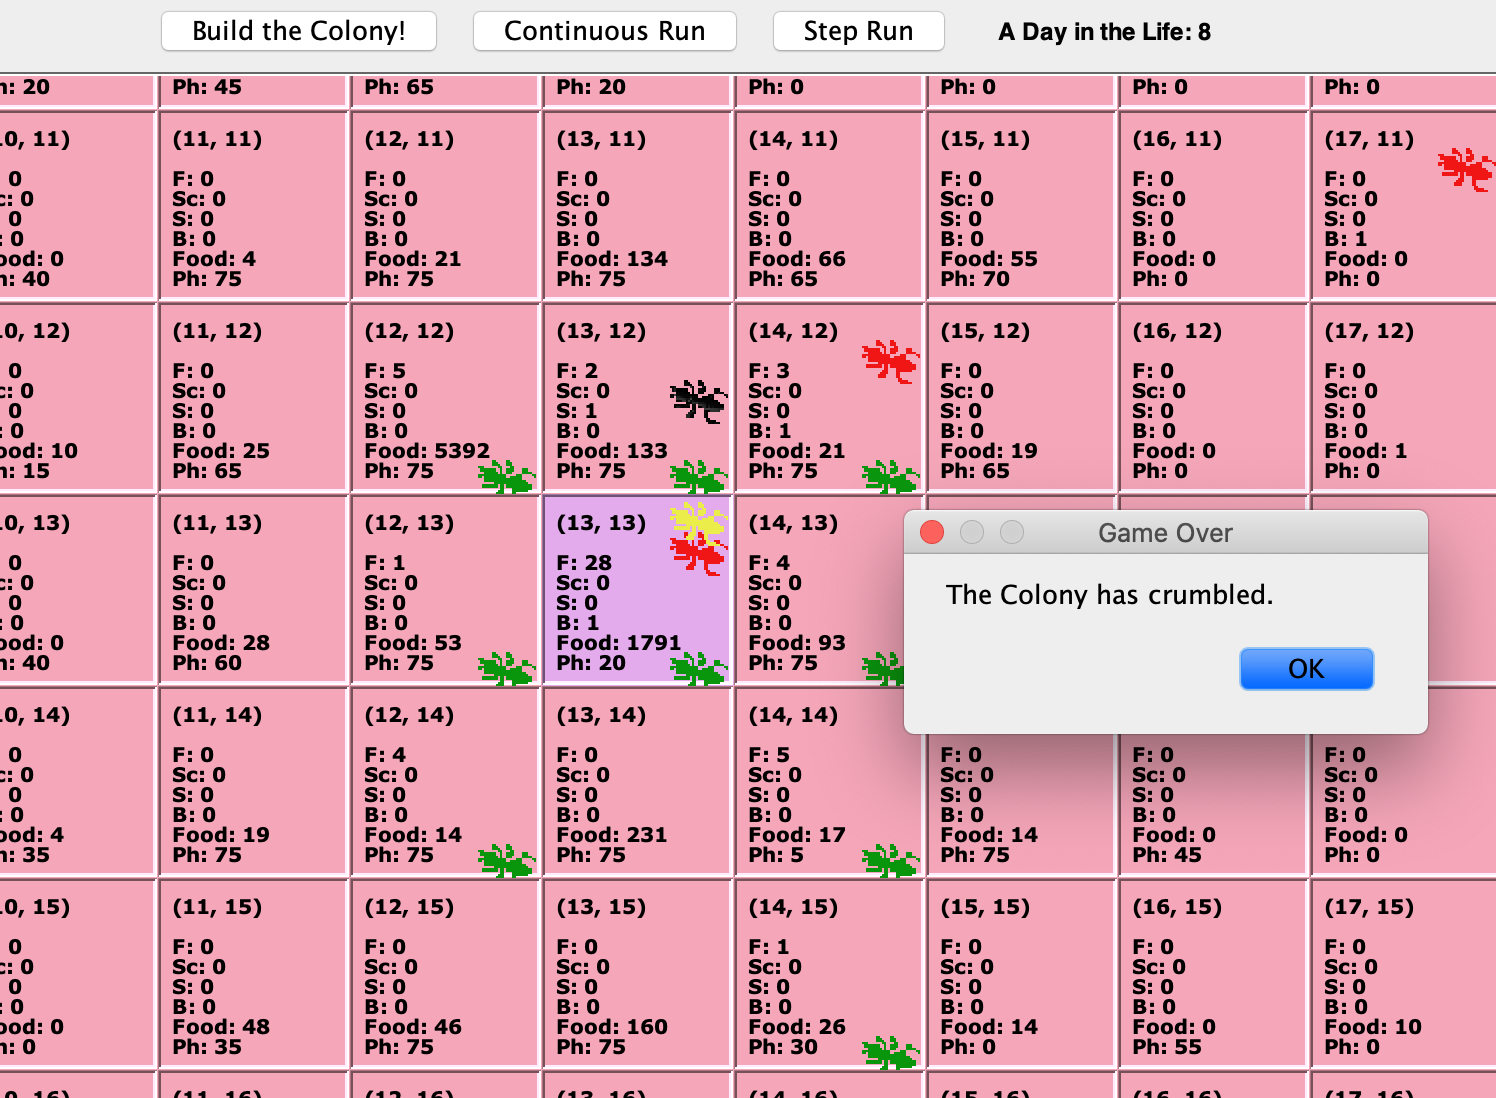 Build the Colony! Continuous Run Step Run A Day in the Life: 8
h: 20 Ph: 45 Ph: 65 Ph: 20 Ph: 0 Ph: 0 Ph: 0 Ph: 0
0, 11) (11, 11) (12, 11) (13, 11) (14, 11) (15, 11) (16, 11) (17, 11)
0 F: 0 F: 0 F: 0 F: 0 F: 0 F: 0 F: 0
c: 0 Sc: 0 Sc: 0 Sc: 0 Sc: 0 Sc: 0 Sc: 0 Sc: 0
0 S: 0 S: 0 S: 0 S: 0 S: 0 S: 0 S: 0
: 0 B: 0 B: 0 B: 0 B: 0 B: 0 B: 0 B: 1
ood: 0 Food: 4 Food: 21 Food: 134 Food: 66 Food: 55 Food: 0 Food: 0
h: 40 Ph: 75 Ph: 75 Ph: 75 Ph: 65 Ph: 70 Ph: 0 Ph: 0
0, 12) (11, 12) (12, 12) (13, 12) (14, 12) (15, 12) (16, 12) (17, 12)
0 F: 0 F: 5 F: 2 F: 3 F: 0 F: 0 F: 0
c: 0 Sc: 0 Sc: 0 Sc: 0 Sc: 0 Sc: 0 Sc: 0 Sc: 0
0 S: 0 S: 0 S: 1 S: 0 S: 0 S: 0 S: 0
: 0 B: 0 B: 0 B: 0 B: 1 B: 0 B: 0 B: 0
ood: 10 Food: 25 Food: 5392 Food: 133 Food: 21 Food: 19 Food: 0 Food: 1
h: 15 Ph: 65 Ph: 75 Ph: 75 Ph: 75 Ph: 65 Ph: 0 Ph: 0
0, 13) (11, 13) (12, 13) (13, 13) (14, 13)
0 F: 0 F: 1 F: 28 F: 4
c: 0 Sc: 0 Sc: 0 Sc: 0 Sc: 0
0 S: 0 S: 0 S: 0 S: 0
: 0 B: 0 B: 0 B: 1 B: 0
ood: 0 Food: 28 Food: 53 Food: 1791 Food: 93
h: 40 Ph: 60 Ph: 75 Ph: 20 Ph: 75
Game Over
The Colony has crumbled.
OK
0, 14) (11, 14) (12, 14) (13, 14) (14, 14)
0 F: 0 F: 4 F: 0 F: 5 F: 0 F: 0 F: 0
c: 0 Sc: 0 Sc: 0 Sc: 0 Sc: 0 Sc: 0 Sc: 0 Sc: 0
0 S: 0 S: 0 S: 0 S: 0 S: 0 S: 0 S: 0
: 0 B: 0 B: 0 B: 0 B: 0 B: 0 B: 0 B: 0
ood: 4 Food: 19 Food: 14 Food: 231 Food: 17 Food: 14 Food: 0 Food: 0
h: 35 Ph: 75 Ph: 75 Ph: 75 Ph: 5 Ph: 75 Ph: 45 Ph: 0
0, 15) (11, 15) (12, 15) (13, 15) (14, 15) (15, 15) (16, 15) (17, 15)
0 F: 0 F: 0 F: 0 F: 1 F: 0 F: 0 F: 0
c: 0 Sc: 0 Sc: 0 Sc: 0 Sc: 0 Sc: 0 Sc: 0 Sc: 0
0 S: 0 S: 0 S: 0 S: 0 S: 0 S: 0 S: 0
: 0 B: 0 B: 0 B: 0 B: 0 B: 0 B: 0 B: 0
ood: 0 Food: 48 Food: 46 Food: 160 Food: 26 Food: 14 Food: 0 Food: 10
h: 0 Ph: 35 Ph: 75 Ph: 75 Ph: 30 Ph: 0 Ph: 55 Ph: 0
0, 16) (11, 16) (12, 16) (13, 16) (14, 16) (15, 16) (16, 16) (17, 16)